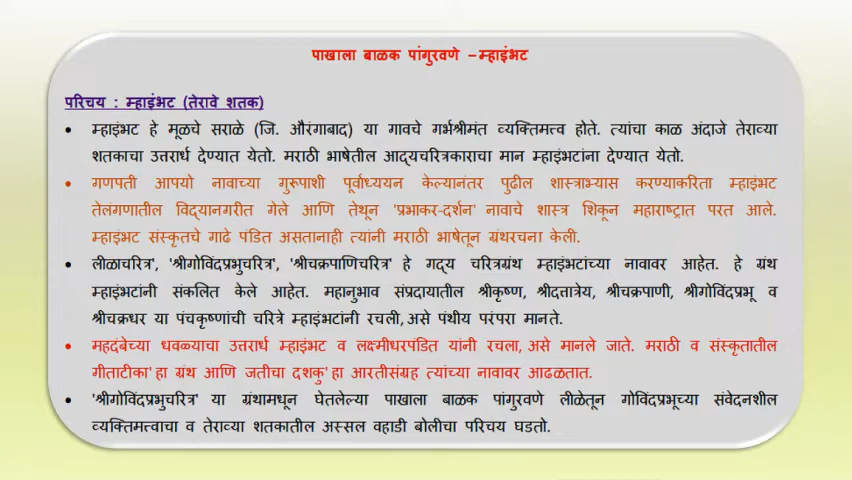 पाखाला बाळक पांगुरवणे –म्हाइंभट
परिचय : म्हाइंभट (तेरावे शतक)
• म्हाइंभट हे मूळचे सराळे (जि. औरंगाबाद) या गावचे गर्भश्रीमंत व्यक्तिमत्व होते. त्यांचा काळ अंदाजे तेराव्या
शतकाचा उत्तरार्ध देण्यात येतो. मराठी भाषेतील आद्यचरित्रकाराचा मान म्हाइंभटांना देण्यात येतो.
• गणपती आपयो नावाच्या गुरूपाशी पूर्वाध्ययन केल्यानंतर पुढील शास्त्राभ्यास करण्याकरिता म्हाइंभट
तेलंगणातील विद्यानगरीत गेले आणि तेथून 'प्रभाकर-दर्शन' नावाचे शास्त्र शिकून महाराष्ट्रात परत आले.
म्हाइंभट संस्कृतचे गाढे पंडित असतानाही त्यांनी मराठी भाषेतून ग्रंथरचना केली.
• लीळाचरित्र', 'श्रीगोविंदप्रभुचरित्र', 'श्रीचक्रपाणिचरित्र' हे गद्य चरित्रग्रंथ म्हाइंभटांच्या नावावर आहेत. हे ग्रंथ
म्हाइंभटांनी संकलित केले आहेत. महानुभाव संप्रदायातील श्रीकृष्ण, श्रीदत्तात्रेय, श्रीचक्रपाणी, श्रीगोविंदप्रभू व
श्रीचक्रधर या पंचकृष्णांची चरित्रे म्हाइंभटांनी रचली, असे पंथीय परंपरा मानते.
• महदंबेच्या धवळ्याचा उत्तरार्ध म्हाइंभट व लक्ष्मीधरपंडित यांनी रचला, असे मानले जाते. मराठी व संस्कृतातील
गीताटीका' हा ग्रंथ आणि जतीचा दशकु' हा आरतीसंग्रह त्यांच्या नावावर आढळतात.
• 'श्रीगोविंदप्रभुचरित्र' या ग्रंथामधून घेतलेल्या पाखाला बाळक पांगुरवणे लीळेतून गोविंदप्रभूच्या संवेदनशील
व्यक्तिमत्त्वाचा व तेराव्या शतकातील अस्सल वहाडी बोलीचा परिचय घडतो.